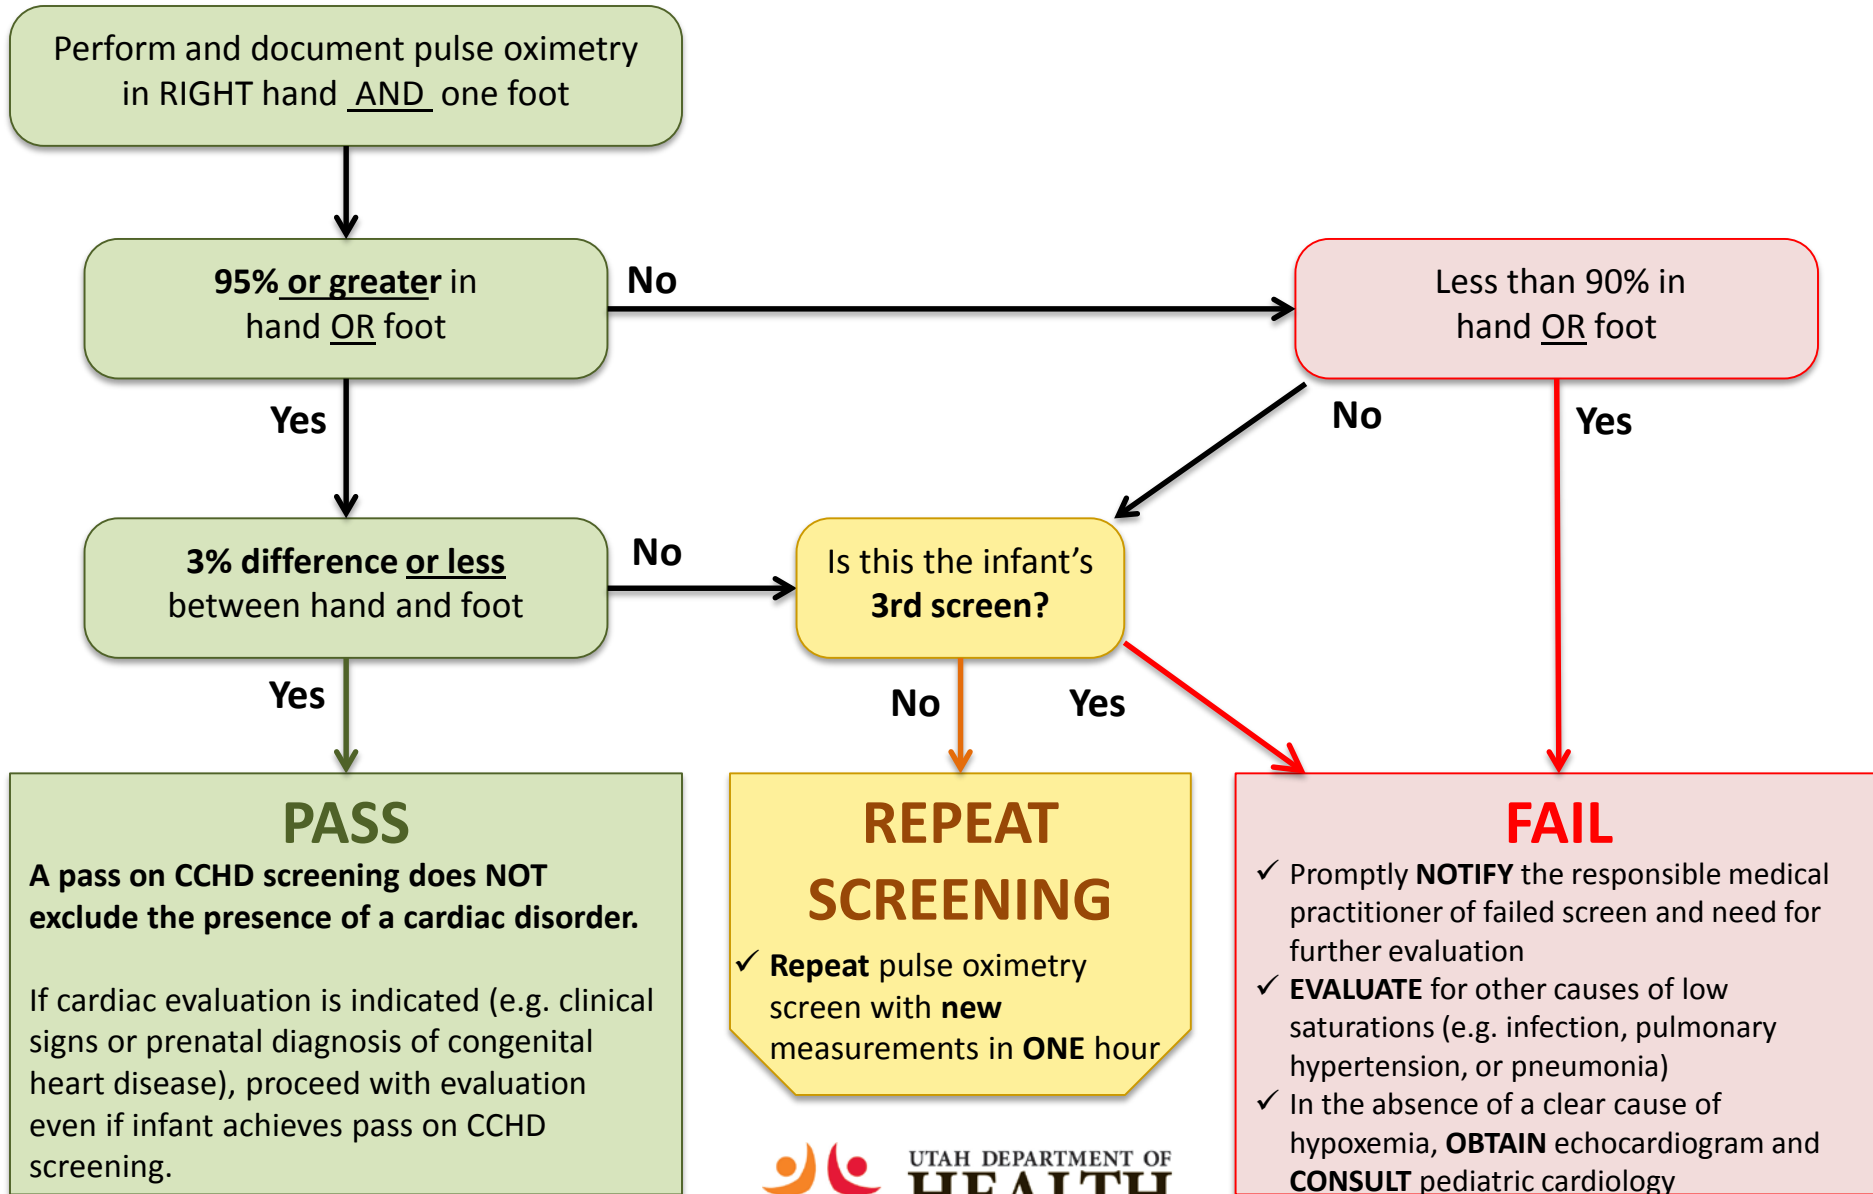 Perform and document pulse oximetry
in RIGHT hand AND one foot
95% or greater in
hand OR foot
No
Less than 90% in
hand OR foot
Yes
No
Yes
3% difference or less
between hand and foot
No
Is this the infant's
3rd screen?
Yes
No
Yes
PASS
A pass on CCHD screening does NOT
exclude the presence of a cardiac disorder.
If cardiac evaluation is indicated (e.g. clinical
signs or prenatal diagnosis of congenital
heart disease), proceed with evaluation
even if infant achieves pass on CCHD
screening.
REPEAT
SCREENING
✓ Repeat pulse oximetry
screen with new
measurements in ONE hour
FAIL
✓ Promptly NOTIFY the responsible medical
practitioner of failed screen and need for
further evaluation
✓ EVALUATE for other causes of low
saturations (e.g. infection, pulmonary
hypertension, or pneumonia)
✓ In the absence of a clear cause of
hypoxemia, OBTAIN echocardiogram and
CONSULT pediatric cardiology
UTAH DEPARTMENT OF
HEALTH